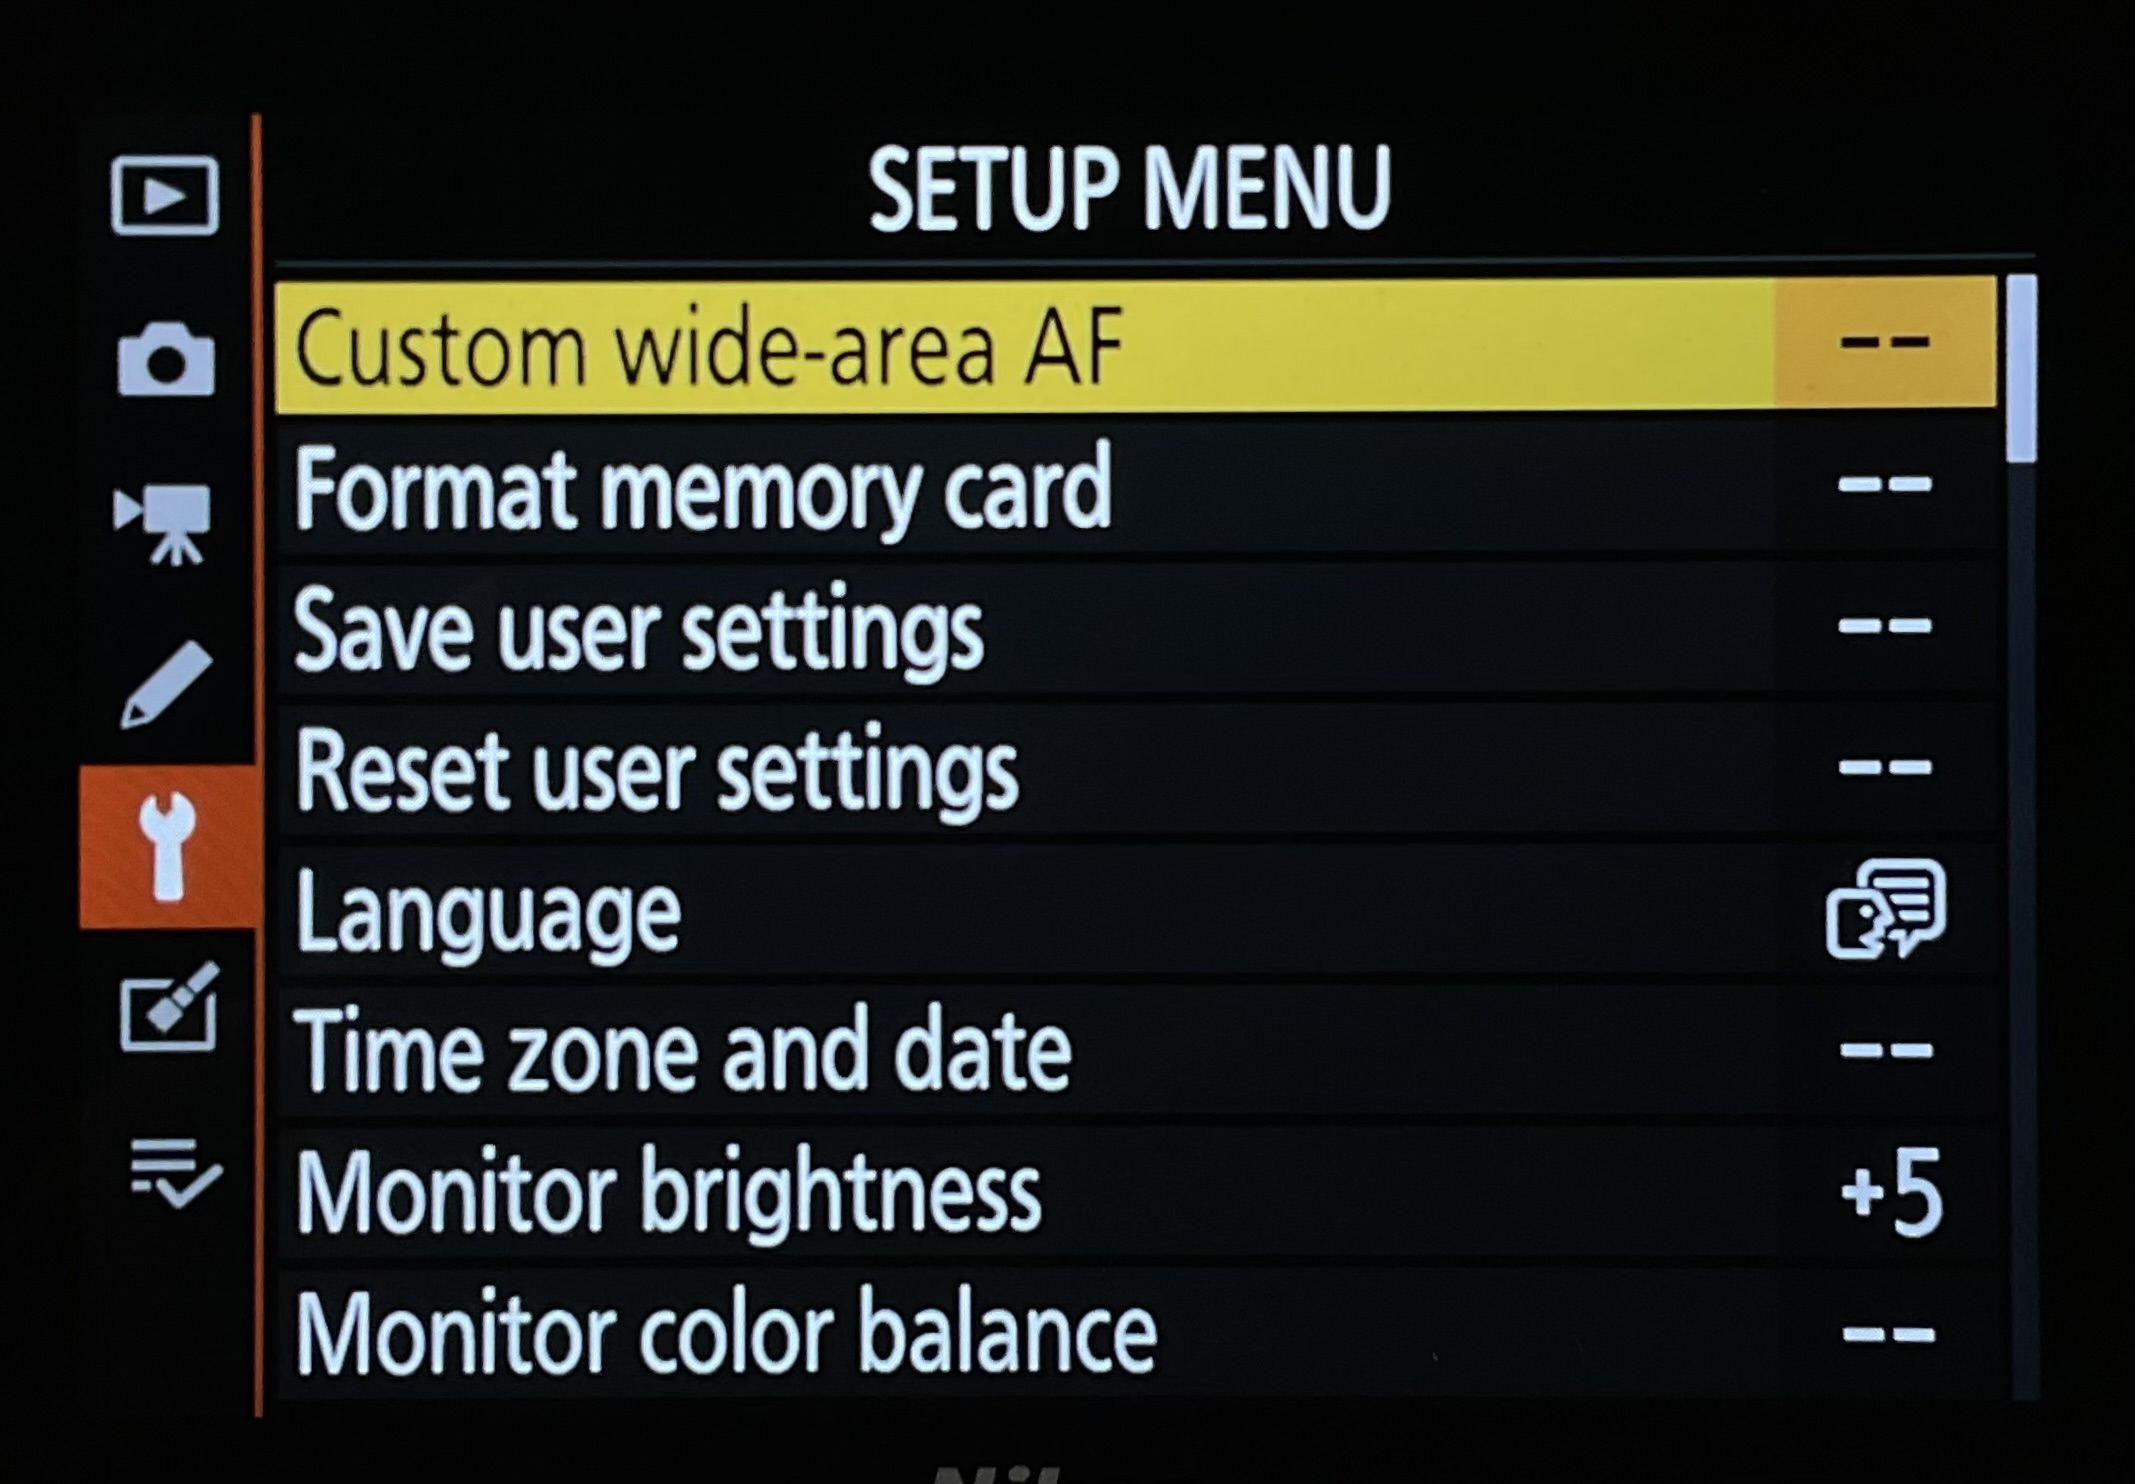 SETUP MENU
Custom wide-area AF --
Format memory card --
Save user settings --
Reset user settings --
Language
Time zone and date --
Monitor brightness +5
Monitor color balance --